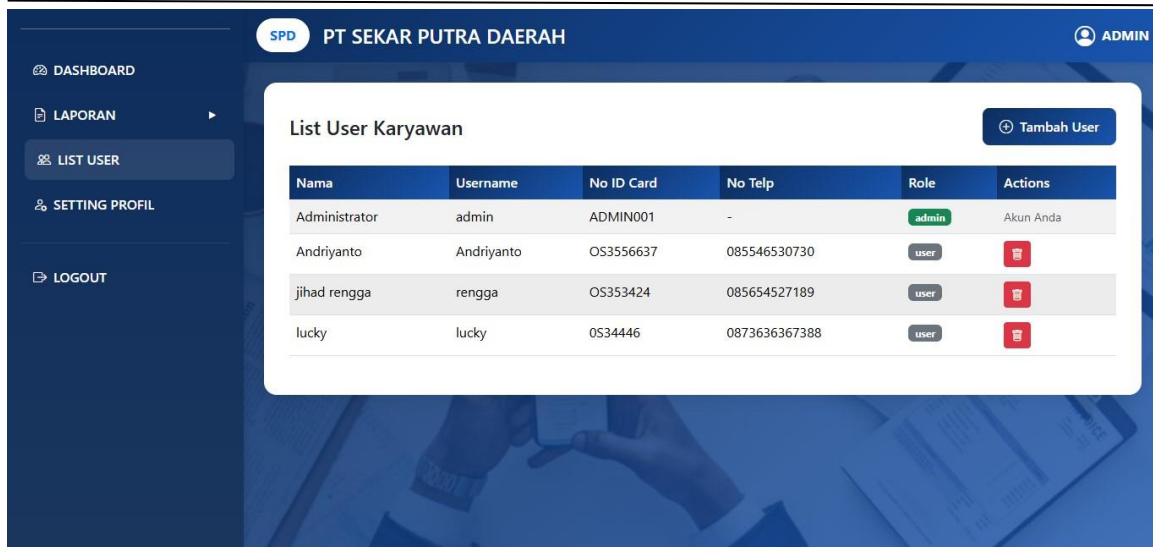 SPD PT SEKAR PUTRA DAERAH ADMIN
DASHBOARD
LAPORAN
LIST USER
SETTING PROFIL
LOGOUT
List User Karyawan Tambah User
Nama Username No ID Card No Telp Role Actions
Administrator admin ADMIN001 - admin Akun Anda
Andriyanto Andriyanto OS3556637 085546530730 user
jihad rengga rengga OS353424 085654527189 user
lucky lucky 0S34446 0873636367388 user